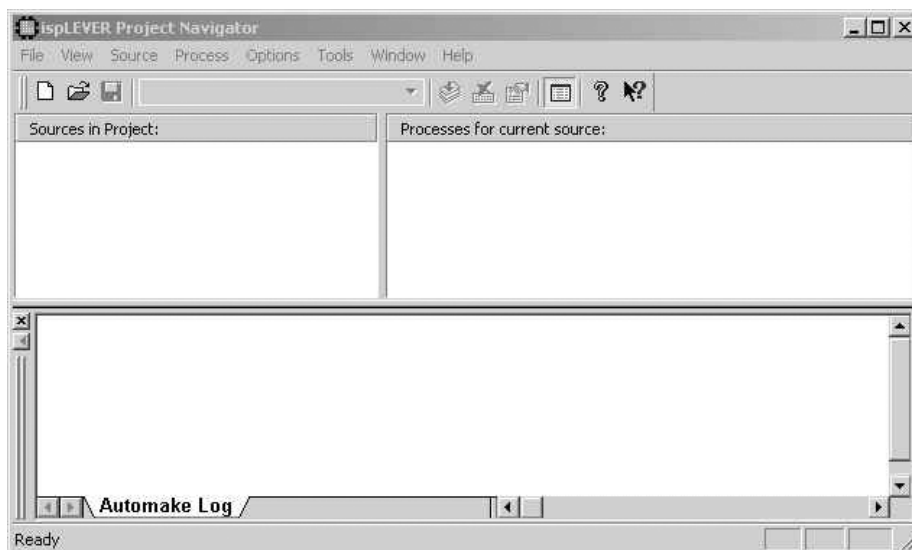 ispLEVER Project Navigator
File View Source Process Options Tools Window Help
Sources in Project:
Processes for current source:
Automake Log
Ready